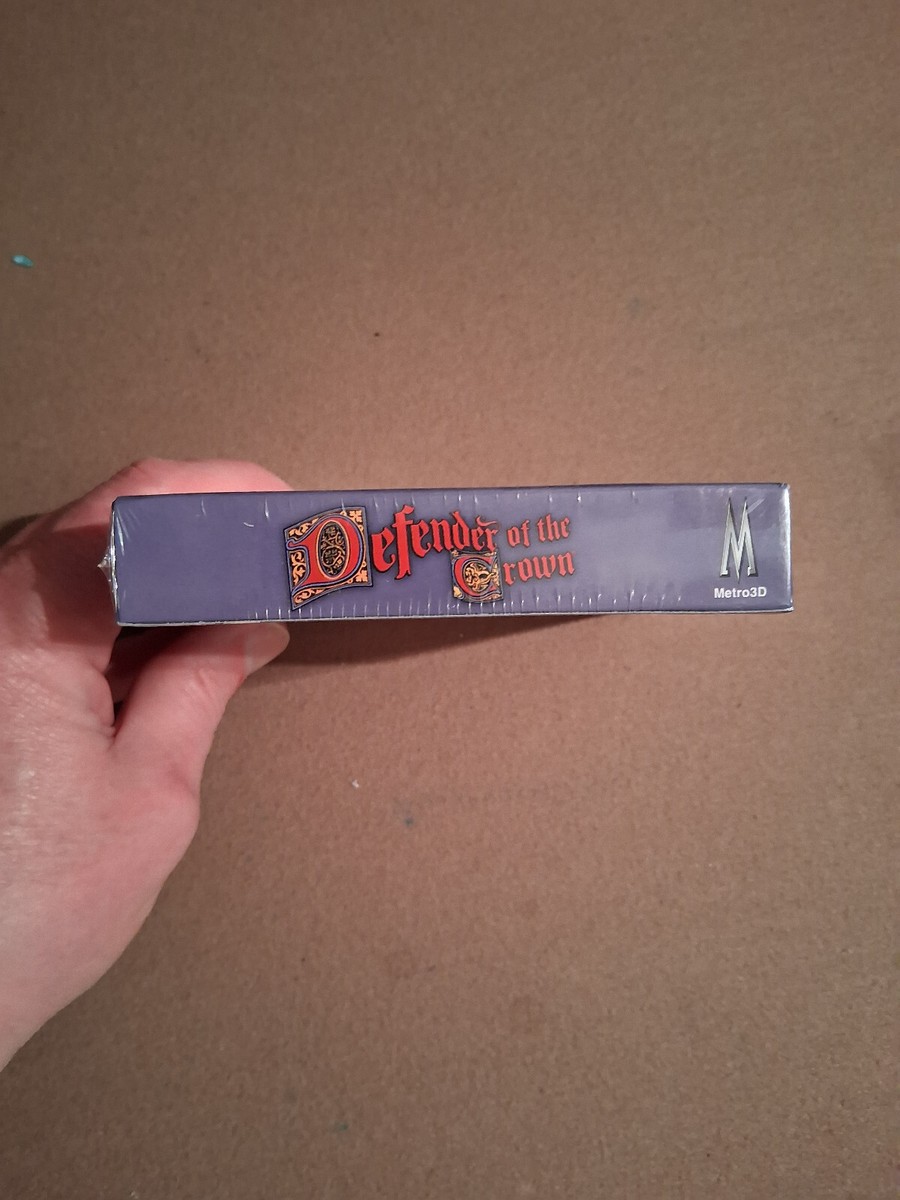 Defender of the
Crown
M
Metro3D